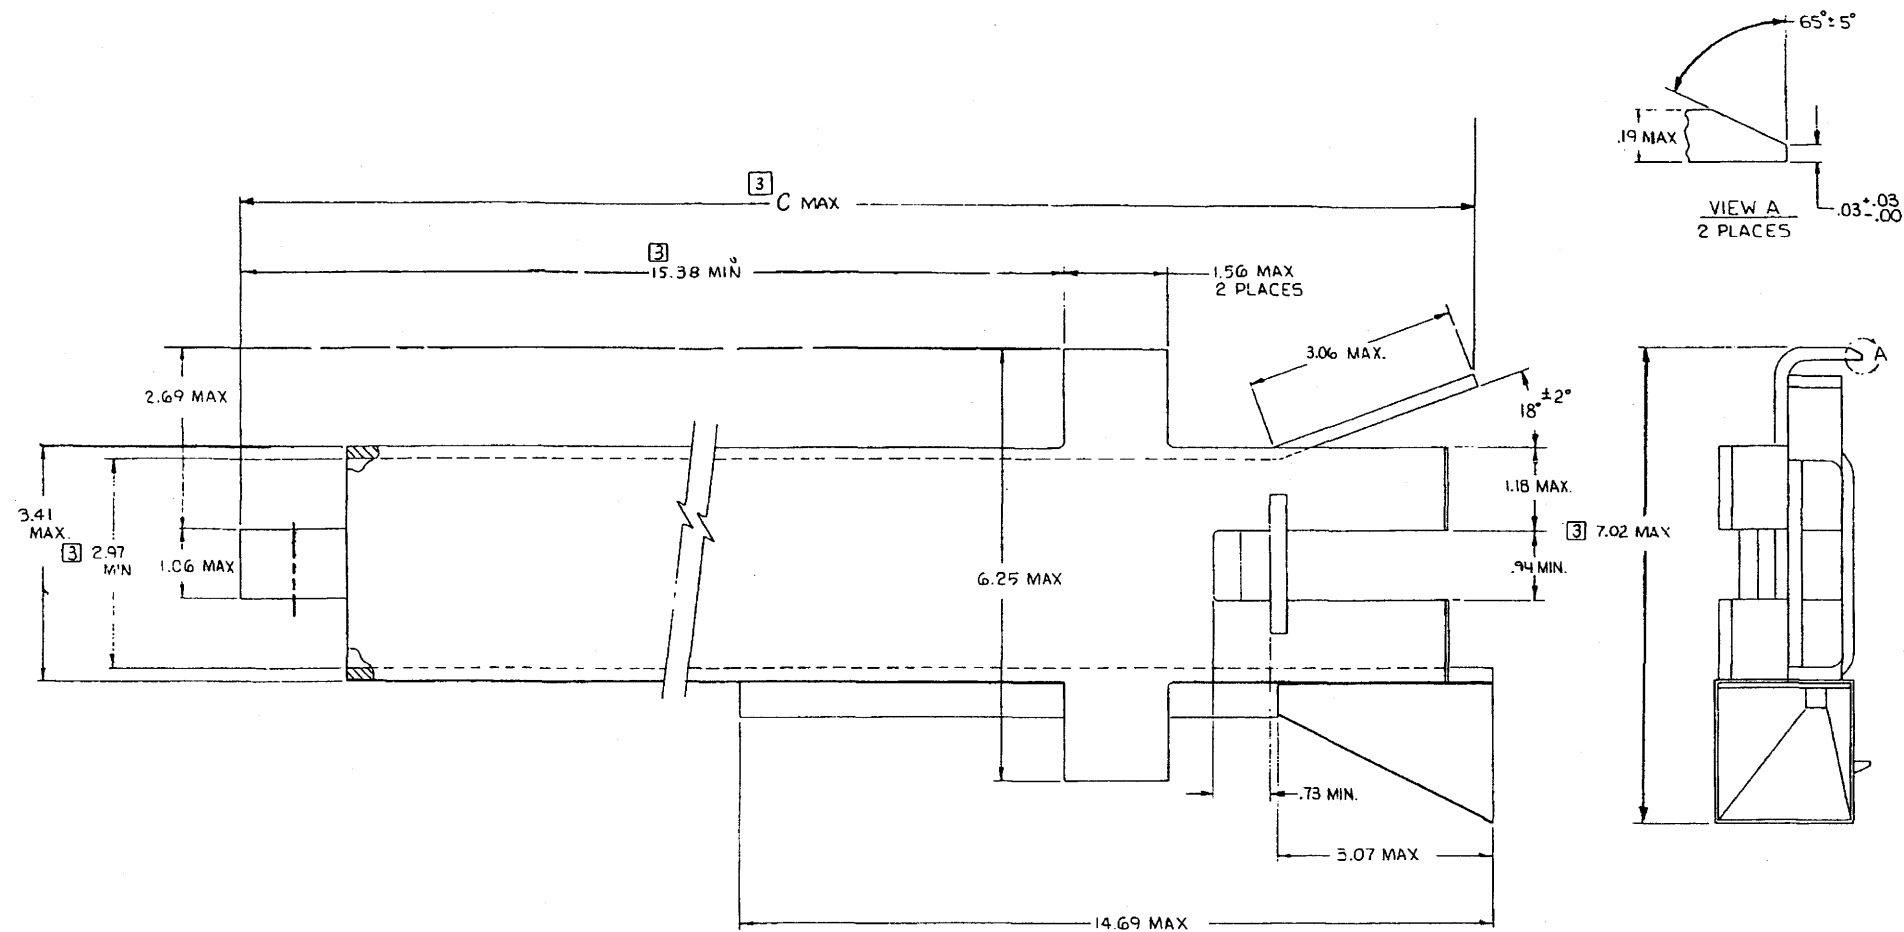 65°±5°
.19 MAX
.03 +.03 -.00
VIEW A
2 PLACES
3
C MAX
3
15.38 MIN
1.56 MAX
2 PLACES
3.06 MAX.
18° ±2°
A
2.69 MAX
3.41
MAX.
3 2.97
MIN
1.06 MAX
6.25 MAX
1.18 MAX.
.94 MIN.
3 7.02 MAX
.73 MIN.
3.07 MAX
14.69 MAX